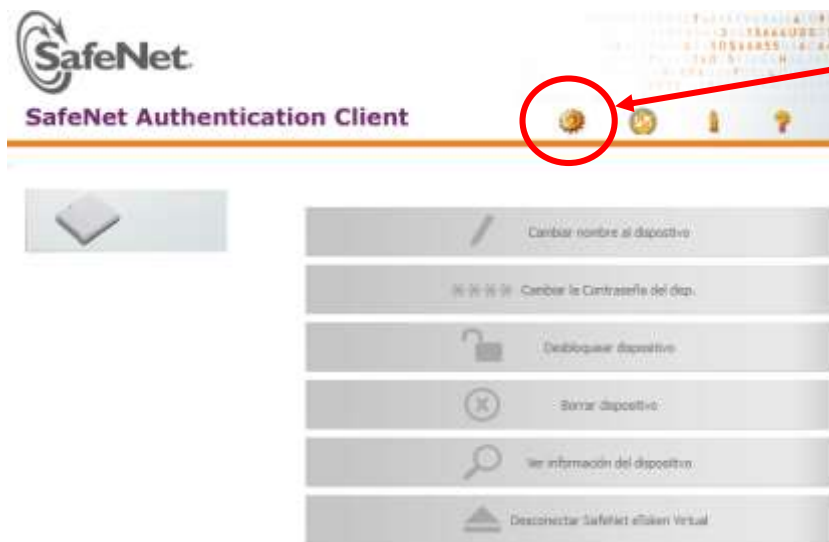 SafeNet.
SafeNet Authentication Client
Cambiar nombre al dispositivo
Cambiar la Contraseña del disp.
Desbloquear dispositivo
Borrar dispositivo
Ver información del dispositivo
Desconectar SafeNet eToken Virtual